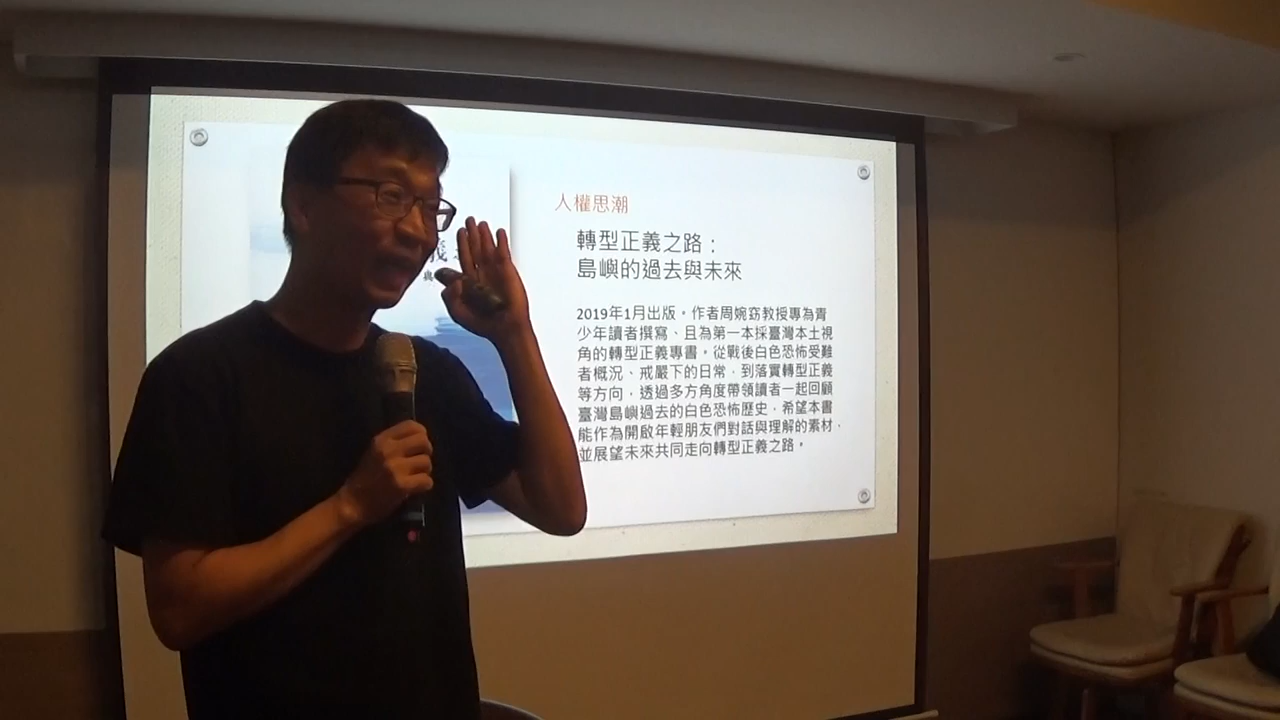 人權思潮
轉型正義之路：
島嶼的過去與未來
2019年1月出版。作者周婉窈教授專為青
少年讀者撰寫、且為第一本採臺灣本土視
角的轉型正義專書。從戰後白色恐怖受難
者概況、戒嚴下的日常，到落實轉型正義
等方向，透過多方角度帶領讀者一起回顧
臺灣島嶼過去的白色恐怖歷史，希望本書
能作為開啟年輕朋友們對話與理解的素材，
並展望未來共同走向轉型正義之路。
義
與